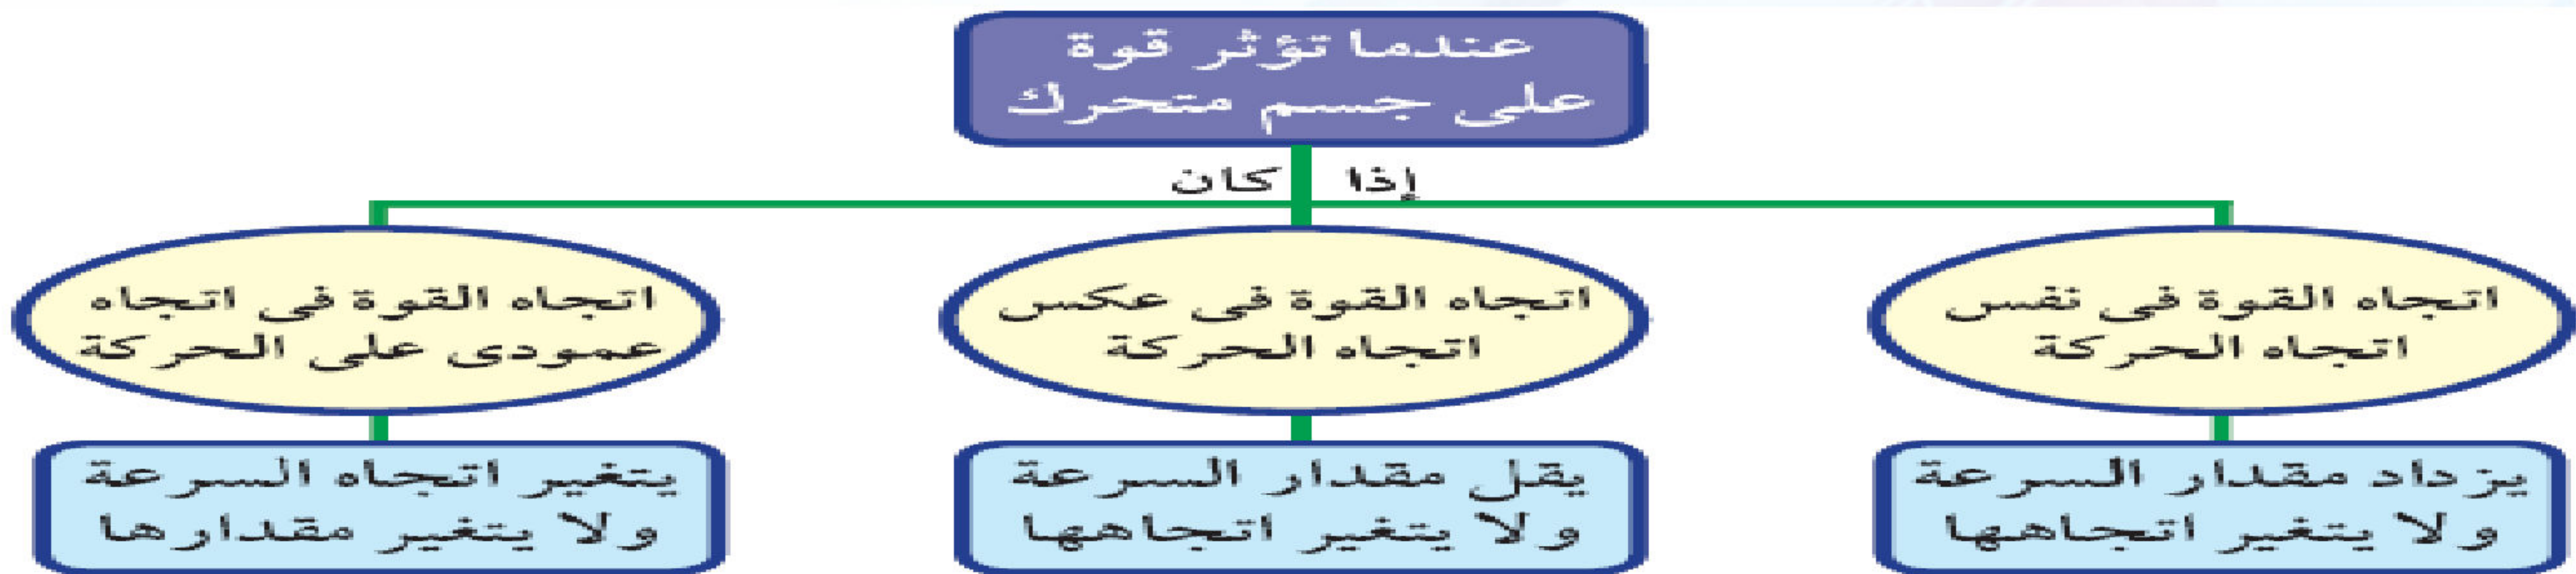 عندما تؤثر قوة
على جسم متحرك
إذا كان
اتجاه القوة فى نفس
اتجاه الحركة
اتجاه القوة فى عكس
اتجاه الحركة
اتجاه القوة فى اتجاه
عمودى على الحركة
يزداد مقدار السرعة
ولا يتغير اتجاهها
يقل مقدار السرعة
ولا يتغير اتجاهها
يتغير اتجاه السرعة
ولا يتغير مقدارها